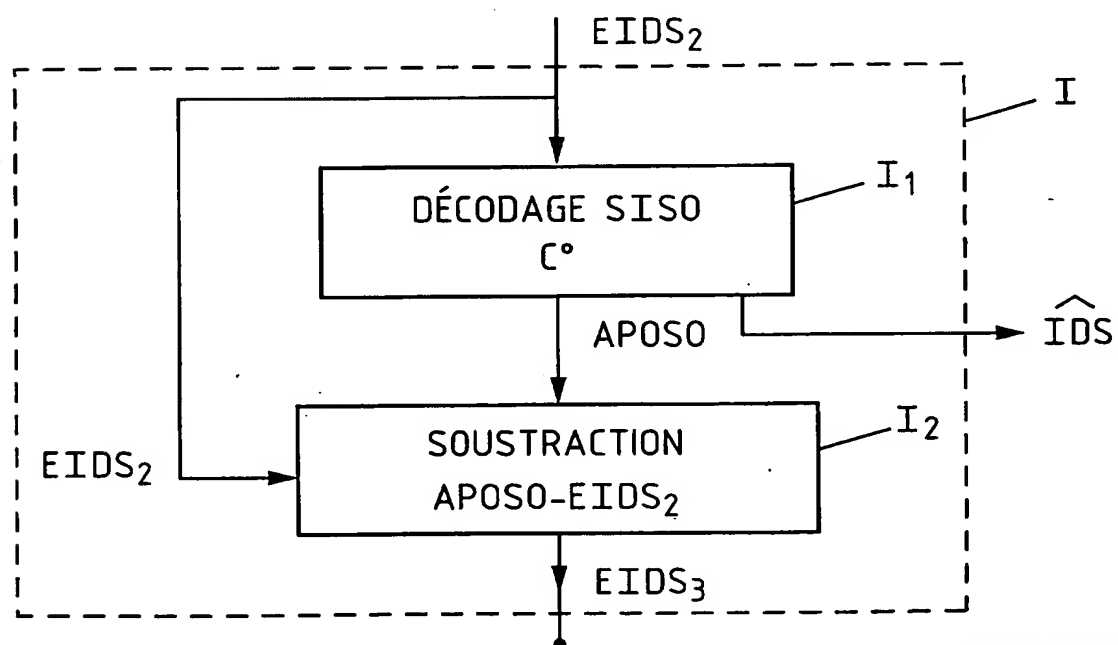 EIDS₂
I
I₁
DÉCODAGE SISO
C°
APOSO
ÎDS
I₂
SOUSTRACTION
APOSO-EIDS₂
EIDS₂
EIDS₃